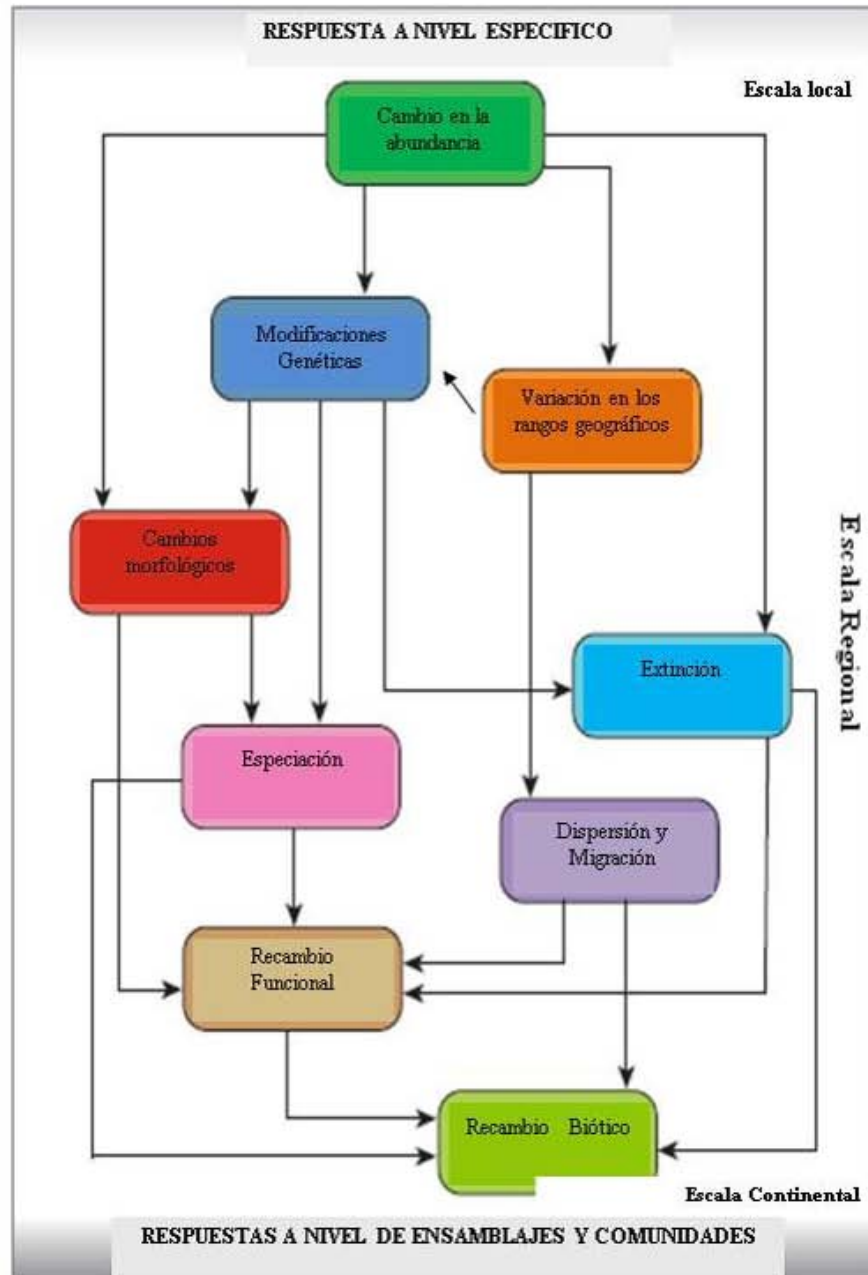 RESPUESTA A NIVEL ESPECIFICO
Escala local
Cambio en la
abundancia
Modificaciones
Genéticas
Variación en los
rangos geográficos
Cambios
morfológicos
Escala Regional
Extinción
Especiación
Dispersión y
Migración
Recambio
Funcional
Recambio Biótico
Escala Continental
RESPUESTAS A NIVEL DE ENSAMBLAJES Y COMUNIDADES